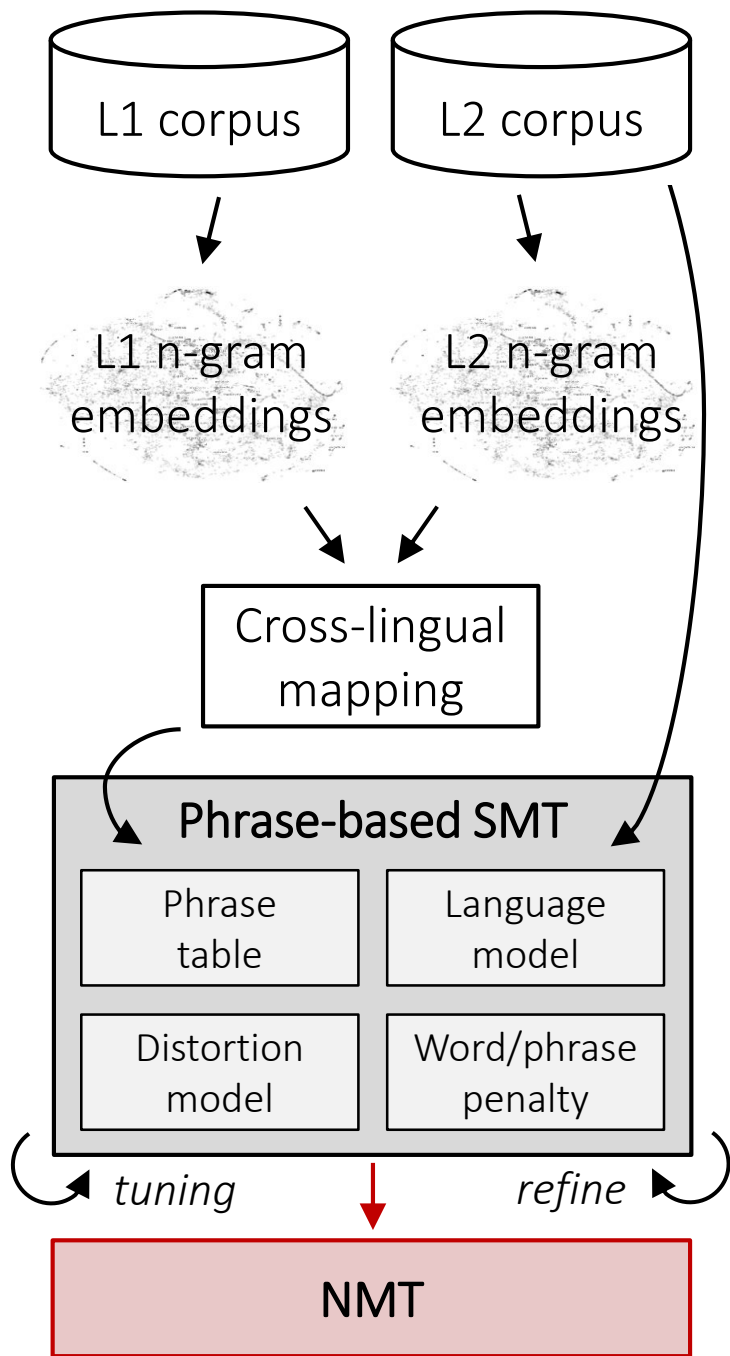 L1 corpus
L2 corpus
L1 n-gram
embeddings
L2 n-gram
embeddings
Cross-lingual
mapping
Phrase-based SMT
Phrase
table
Language
model
Distortion
model
Word/phrase
penalty
tuning
refine
NMT